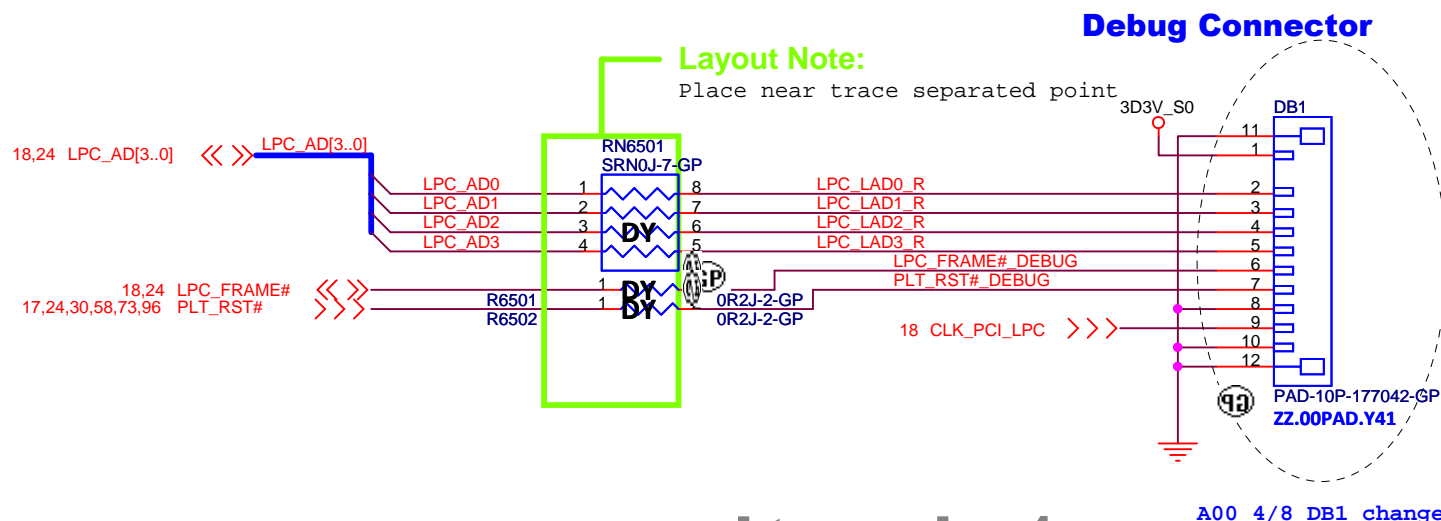 Debug Connector
Layout Note:
Place near trace separated point
3D3V_S0
DB1
18,24 LPC_AD[3..0]
LPC_AD[3..0]
RN6501
SRN0J-7-GP
11
1
LPC_AD0 1 8 LPC_LAD0_R 2
LPC_AD1 2 7 LPC_LAD1_R 3
LPC_AD2 3 DY 6 LPC_LAD2_R 4
LPC_AD3 4 5 LPC_LAD3_R 5
LPC_FRAME#_DEBUG 6
18,24 LPC_FRAME# 1 DY
PLT_RST#_DEBUG 7
17,24,30,58,73,96 PLT_RST# R6501 1 DY 0R2J-2-GP 8
R6502 0R2J-2-GP
18 CLK_PCI_LPC 9
10
12
PAD-10P-177042-GP
GP
ZZ.00PAD.Y41
A00 4/8 DB1 change